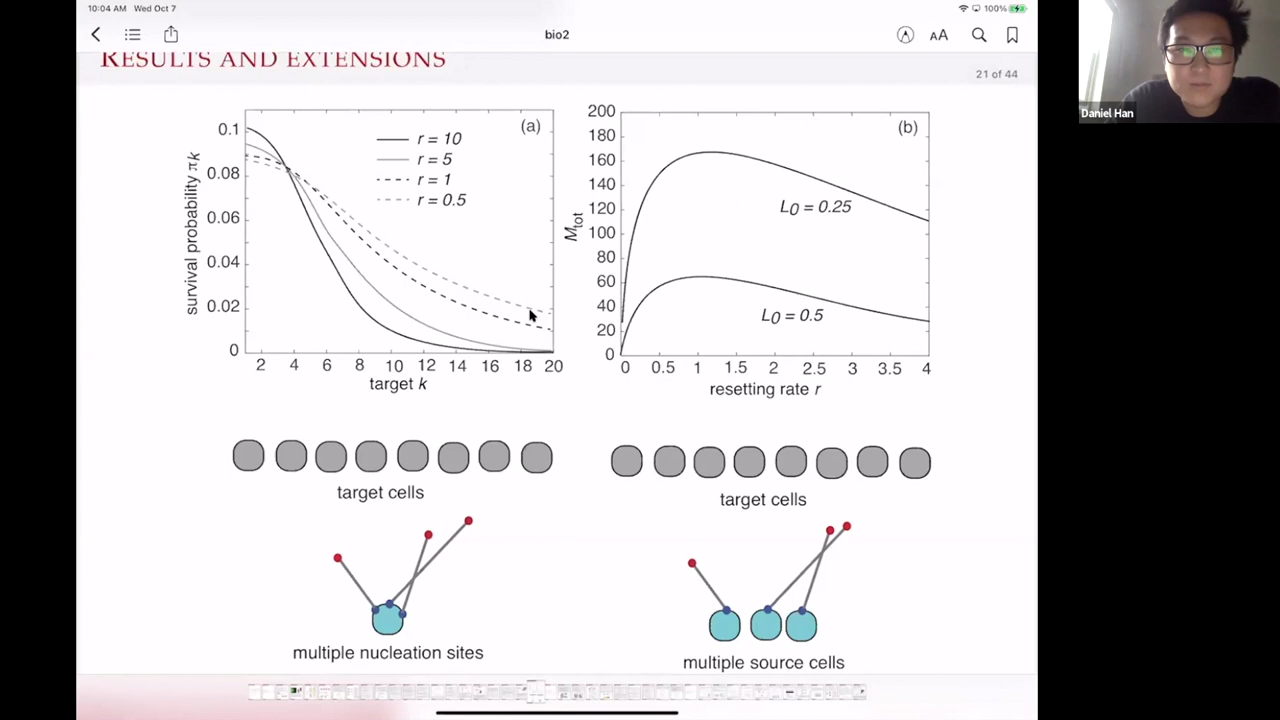 10:04 AM Wed Oct 7
100%
bio2
AA
RESULTS AND EXTENSIONS
21 of 44
(a)
r = 10
r = 5
r = 1
r = 0.5
survival probability πk
0.1
0.08
0.06
0.04
0.02
0
2 4 6 8 10 12 14 16 18 20
target k
(b)
200
180
160
140
120
100
80
60
40
20
0
Mtot
L0 = 0.25
L0 = 0.5
0 0.5 1 1.5 2 2.5 3 3.5 4
resetting rate r
target cells
target cells
multiple nucleation sites
multiple source cells
Daniel Han